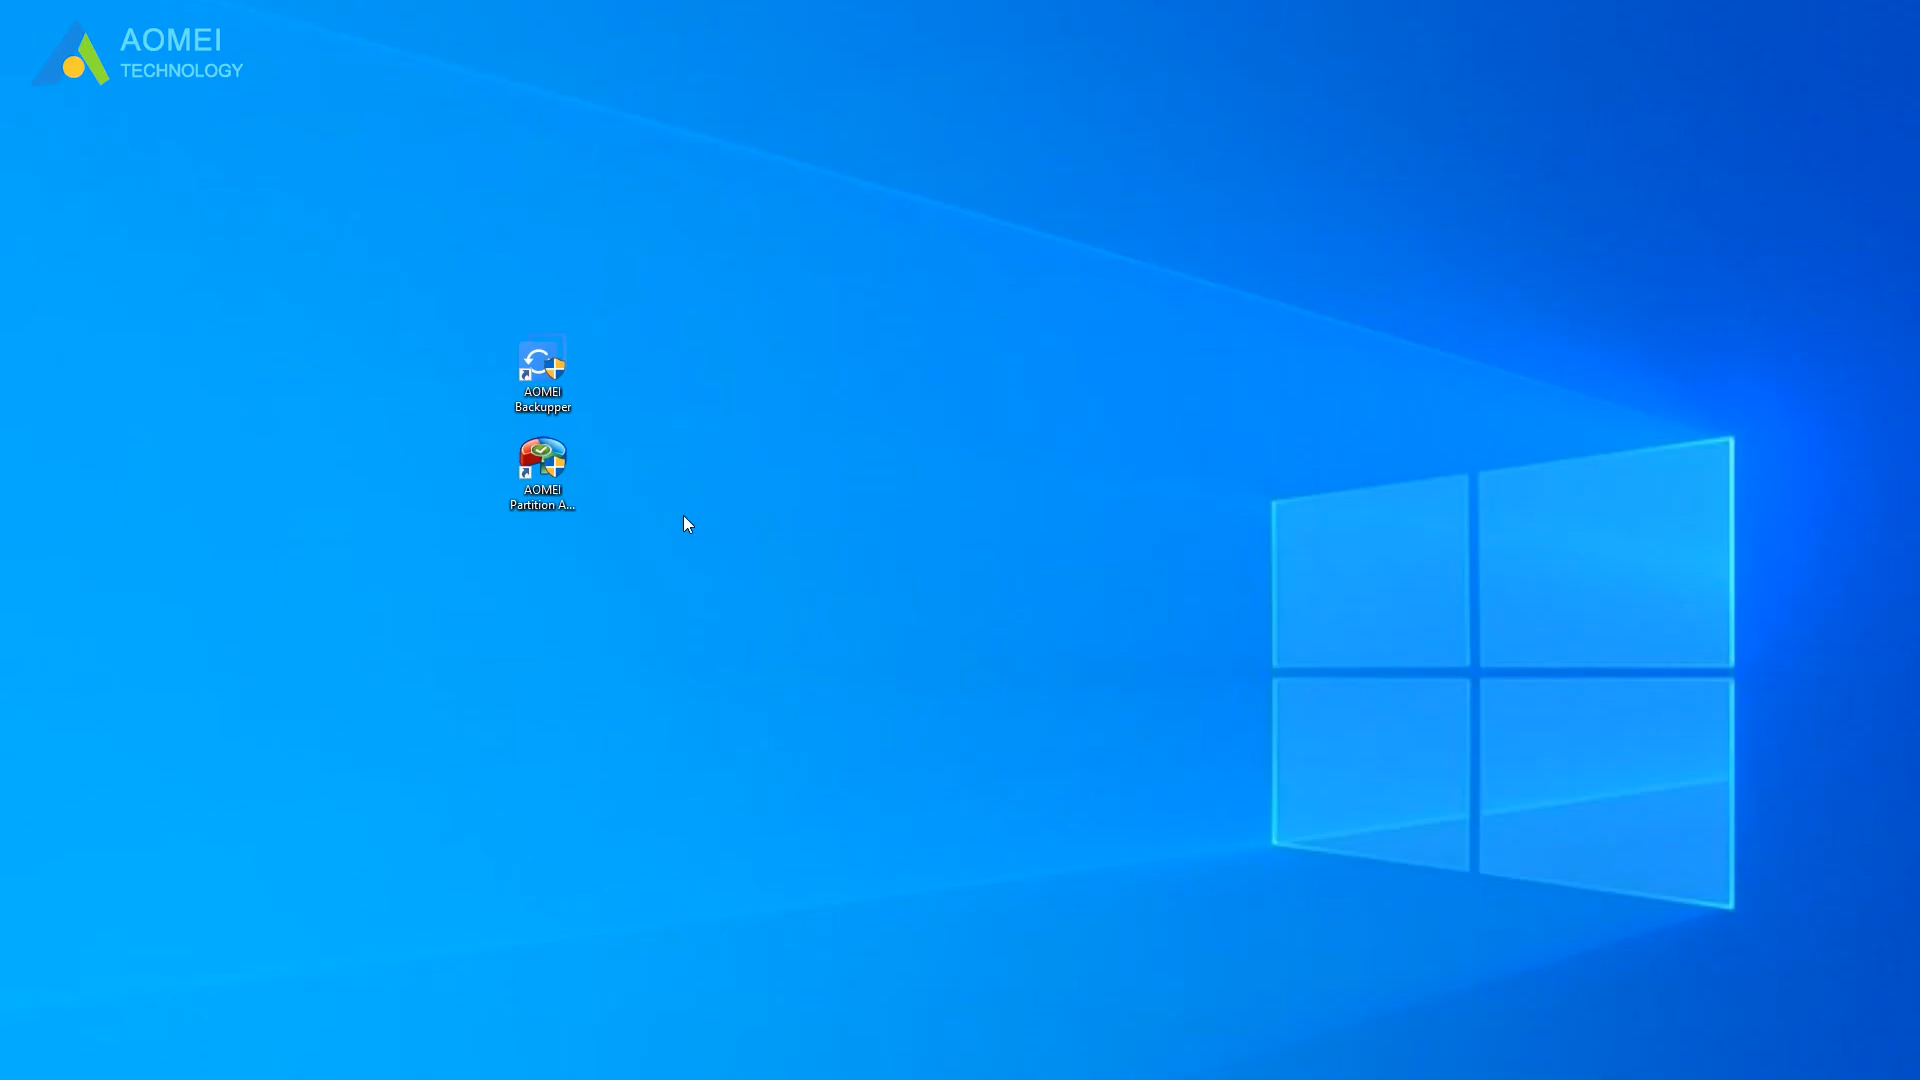 AOMEI
TECHNOLOGY
AOMEI
Backupper
AOMEI
Partition A...